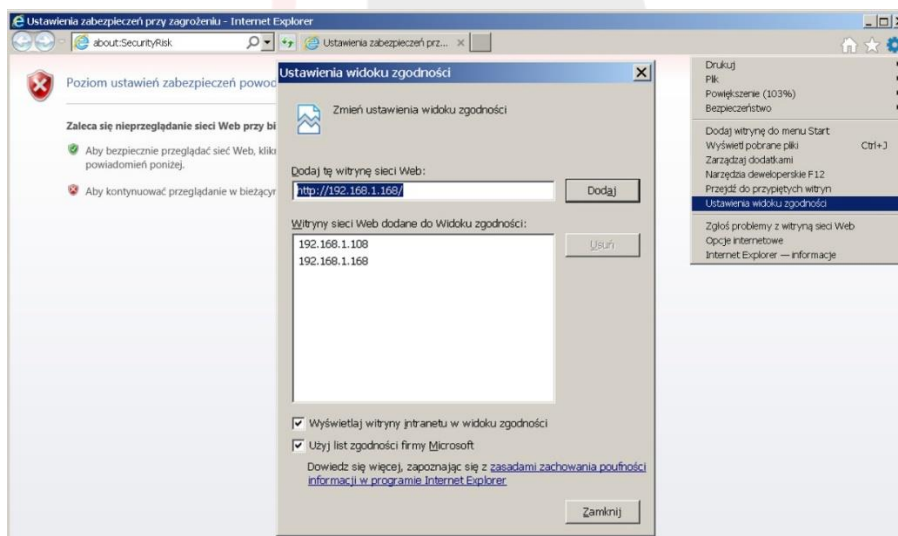 Ustawienia zabezpieczeń przy zagrożeniu - Internet Explorer
about:SecurityRisk
Ustawienia zabezpieczeń prz...
Poziom ustawień zabezpieczeń powod
Zaleca się nieprzeglądanie sieci Web przy bi
Aby bezpiecznie przeglądać sieć Web, klik
powiadomień poniżej.
Aby kontynuować przeglądanie w bieżącyr
Ustawienia widoku zgodności
Zmień ustawienia widoku zgodności
Dodaj tę witrynę sieci Web:
http://192.168.1.168/
Dodaj
Witryny sieci Web dodane do Widoku zgodności:
192.168.1.108
192.168.1.168
Usuń
Wyświetlaj witryny intranetu w widoku zgodności
Użyj list zgodności firmy Microsoft
Dowiedz się więcej, zapoznając się z zasadami zachowania poufności
informacji w programie Internet Explorer
Zamknij
Drukuj
Plik
Powiększenie (103%)
Bezpieczeństwo
Dodaj witrynę do menu Start
Wyświetl pobrane pliki Ctrl+J
Zarządzaj dodatkami
Narzędzia deweloperskie F12
Przejdź do przypiętych witryn
Ustawienia widoku zgodności
Zgłoś problemy z witryną sieci Web
Opcje internetowe
Internet Explorer — informacje